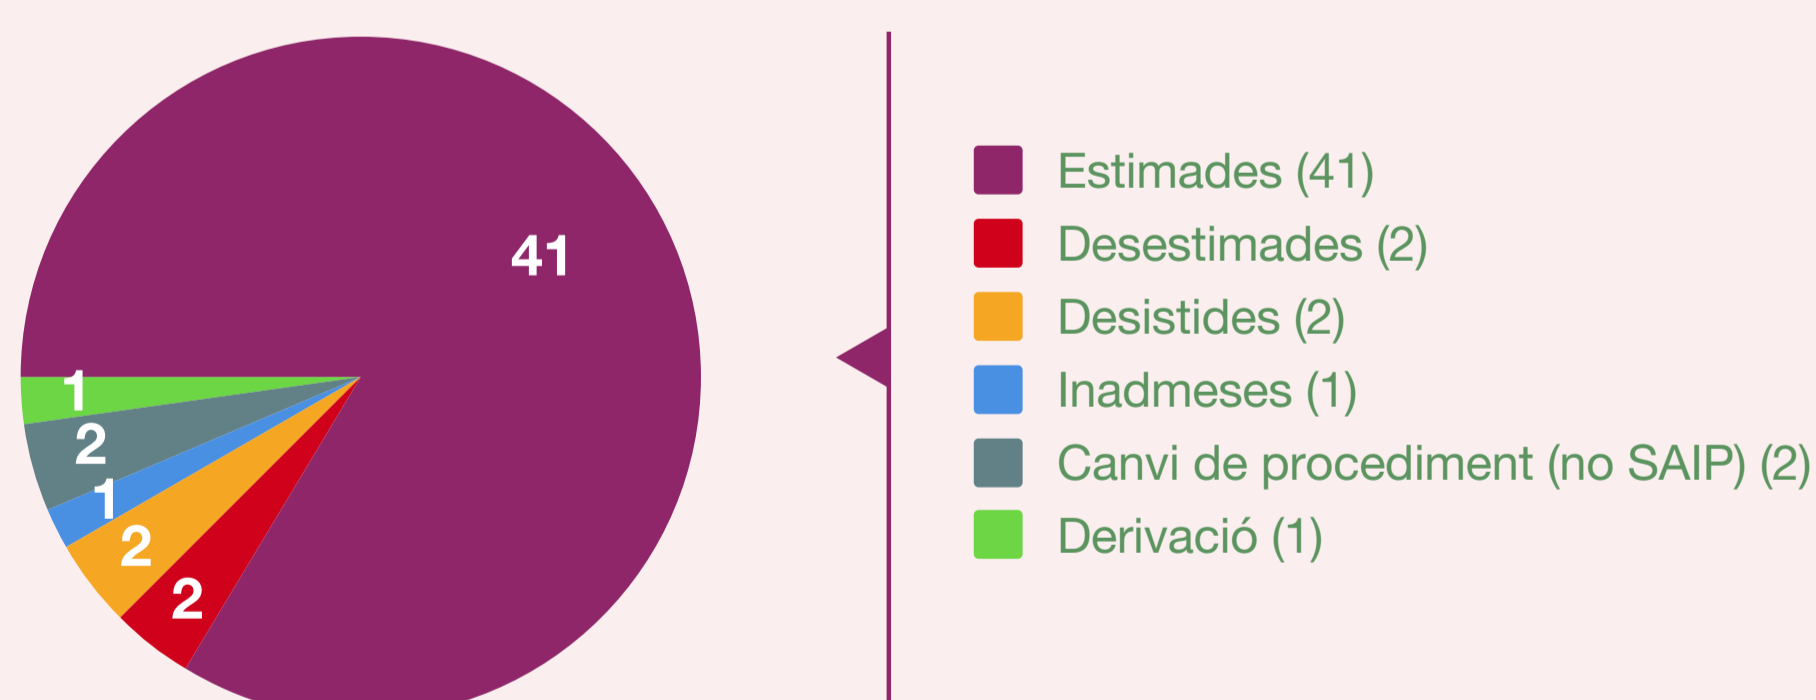 41
1
2
1
2
2
Estimades (41)
Desestimades (2)
Desistides (2)
Inadmeses (1)
Canvi de procediment (no SAIP) (2)
Derivació (1)